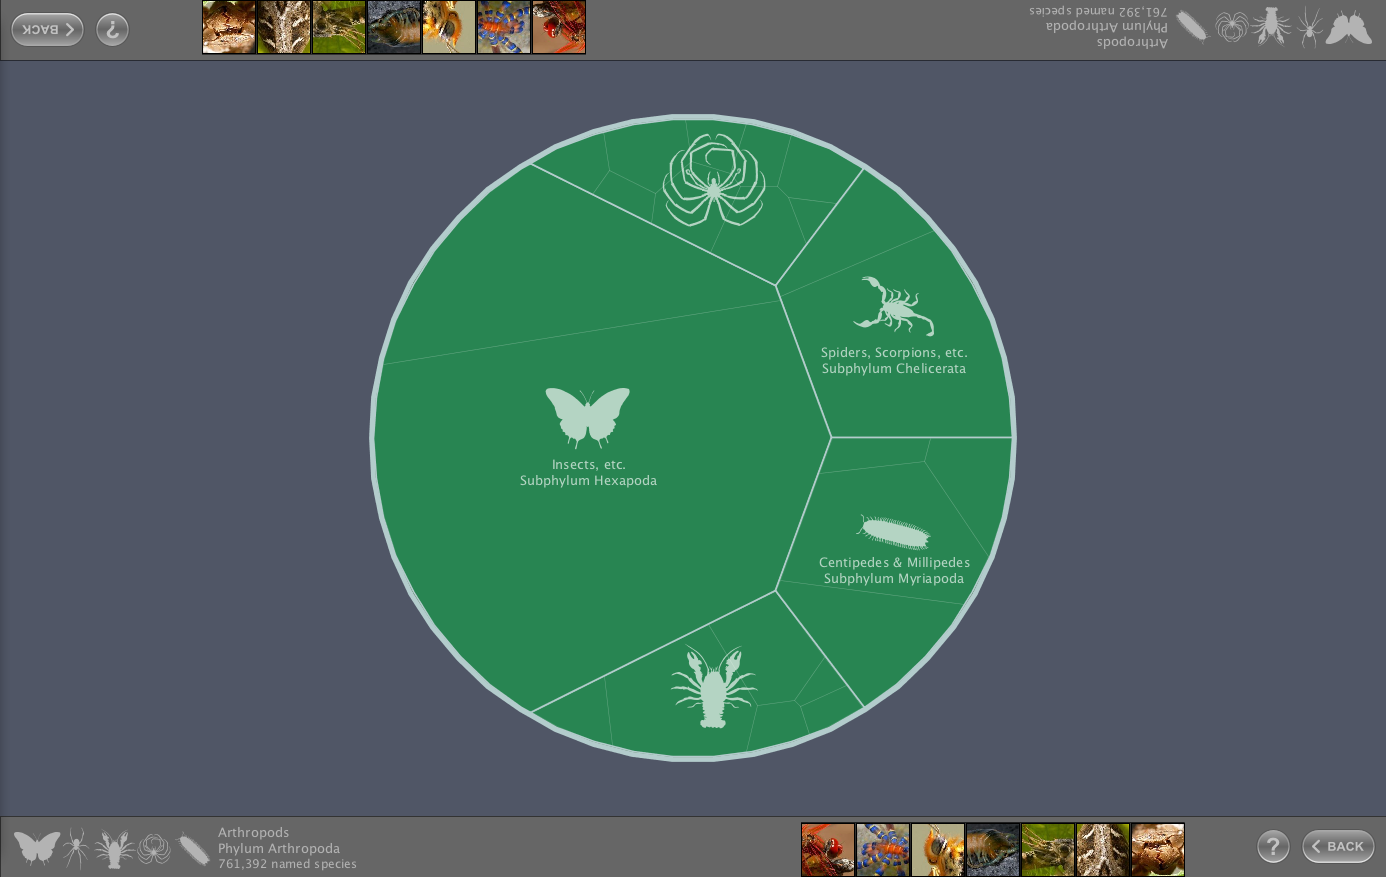 BACK
?
Arthropods
Phylum Arthropoda
761,392 named species
Spiders, Scorpions, etc.
Subphylum Chelicerata
Insects, etc.
Subphylum Hexapoda
Centipedes & Millipedes
Subphylum Myriapoda
Arthropods
Phylum Arthropoda
761,392 named species
?
BACK